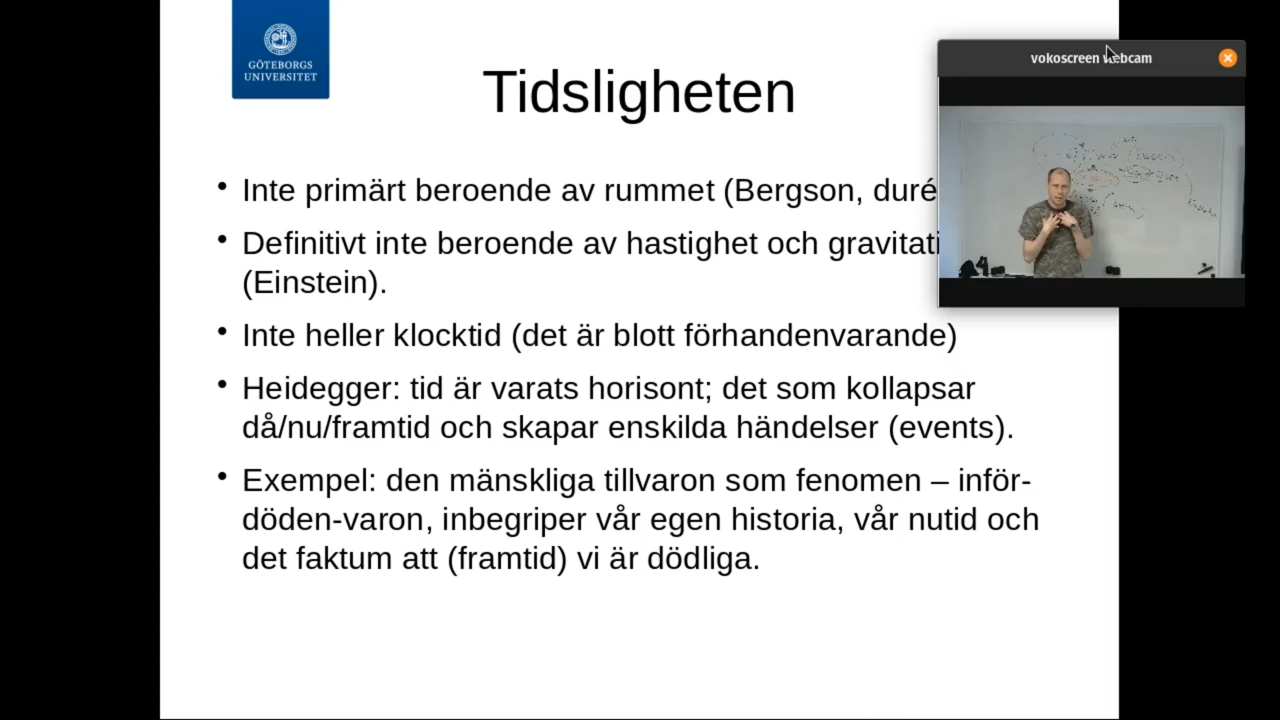 GÖTEBORGS
UNIVERSITET
Tidsligheten
vokoscreen webcam
Inte primärt beroende av rummet (Bergson,
Definitivt inte beroende av hastighet och
(Einstein).
Inte heller klocktid (det är blott förhandenvarande)
Heidegger: tid är varats horisont; det som kollapsar
då/nu/framtid och skapar enskilda händelser (events).
Exempel: den mänskliga tillvaron som fenomen – inför-
döden-varon, inbegriper vår egen historia, vår nutid och
det faktum att (framtid) vi är dödliga.